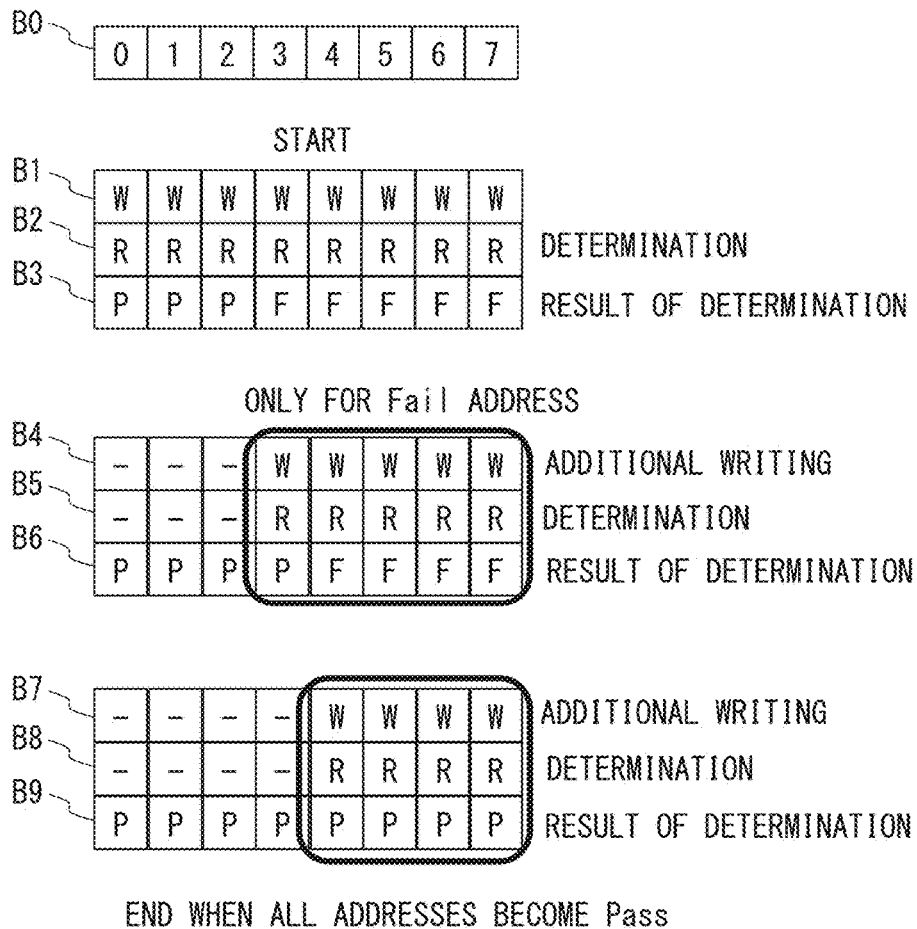 B0 0 1 2 3 4 5 6 7
START
B1 W W W W W W W W
B2 R R R R R R R R DETERMINATION
B3 P P P F F F F F RESULT OF DETERMINATION
ONLY FOR Fail ADDRESS
B4 - - - W W W W W ADDITIONAL WRITING
B5 - - - R R R R R DETERMINATION
B6 P P P P F F F F RESULT OF DETERMINATION
B7 - - - - W W W W ADDITIONAL WRITING
B8 - - - - R R R R DETERMINATION
B9 P P P P P P P P RESULT OF DETERMINATION
END WHEN ALL ADDRESSES BECOME Pass